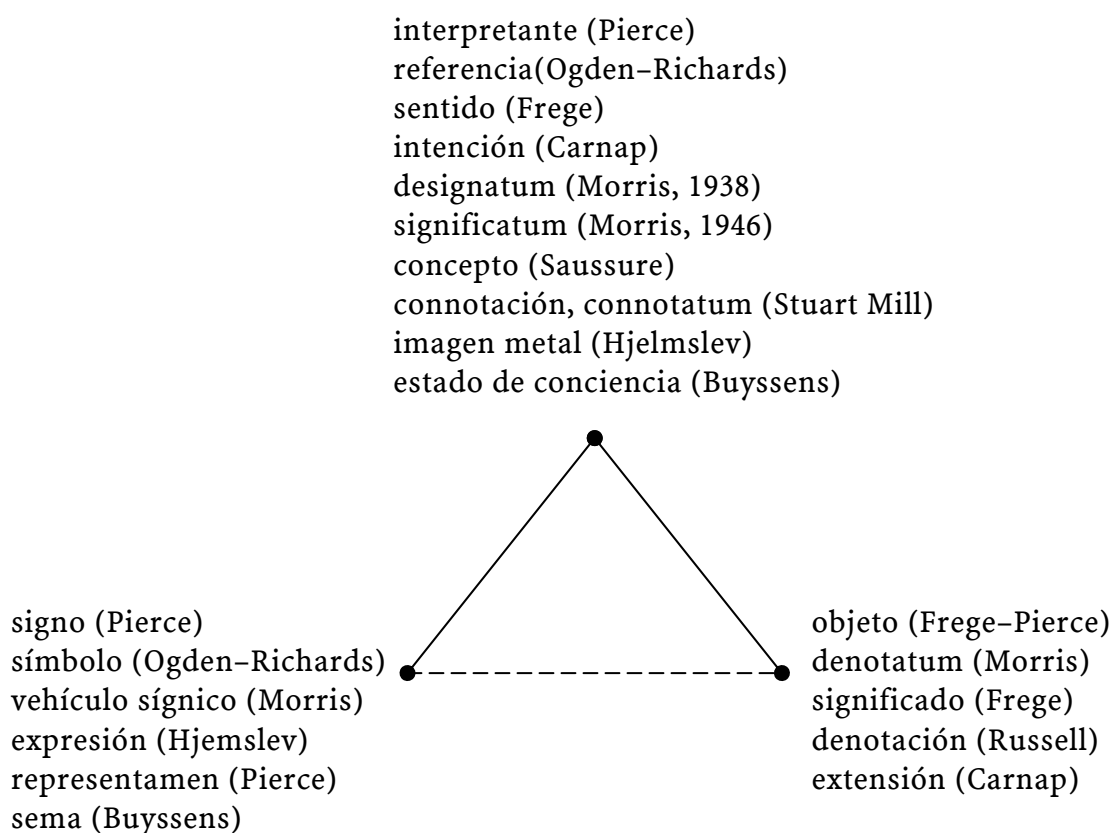 interpretante (Pierce)
referencia(Ogden–Richards)
sentido (Frege)
intención (Carnap)
designatum (Morris, 1938)
significatum (Morris, 1946)
concepto (Saussure)
connotación, connotatum (Stuart Mill)
imagen metal (Hjelmslev)
estado de conciencia (Buyssens)
signo (Pierce)
símbolo (Ogden–Richards)
vehículo sígnico (Morris)
expresión (Hjemslev)
representamen (Pierce)
sema (Buyssens)
objeto (Frege–Pierce)
denotatum (Morris)
significado (Frege)
denotación (Russell)
extensión (Carnap)